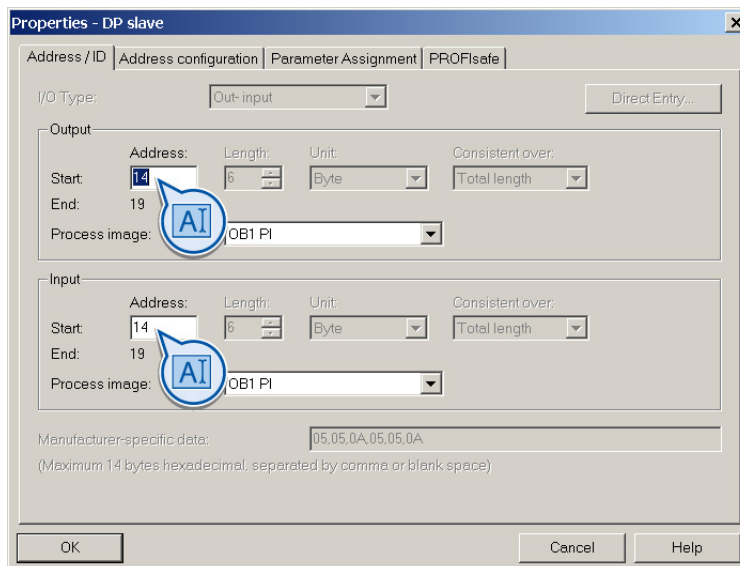 Properties - DP slave
Address / ID Address configuration Parameter Assignment PROFIsafe
I/O Type: Out- input Direct Entry...
Output
Address: Length: Unit: Consistent over:
Start: 14 6 Byte Total length
End: 19
Process image: OB1 PI
AI
Input
Address: Length: Unit: Consistent over:
Start: 14 6 Byte Total length
End: 19
Process image: OB1 PI
AI
Manufacturer-specific data: 05,05,0A,05,05,0A
(Maximum 14 bytes hexadecimal, separated by comma or blank space)
OK Cancel Help